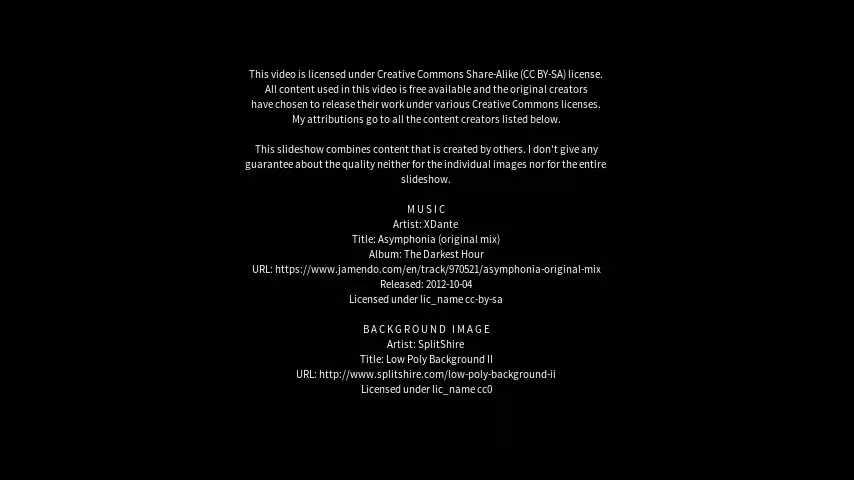 This video is licensed under Creative Commons Share-Alike (CC BY-SA) license.
All content used in this video is free available and the original creators
have chosen to release their work under various Creative Commons licenses.
My attributions go to all the content creators listed below.
This slideshow combines content that is created by others. I don't give any
guarantee about the quality neither for the individual images nor for the entire
slideshow.
MUSIC
Artist: XDante
Title: Asymphonia (original mix)
Album: The Darkest Hour
URL: https://www.jamendo.com/en/track/970521/asymphonia-original-mix
Released: 2012-10-04
Licensed under lic_name cc-by-sa
BACKGROUND IMAGE
Artist: SplitShire
Title: Low Poly Background II
URL: http://www.splitshire.com/low-poly-background-ii
Licensed under lic_name cc0